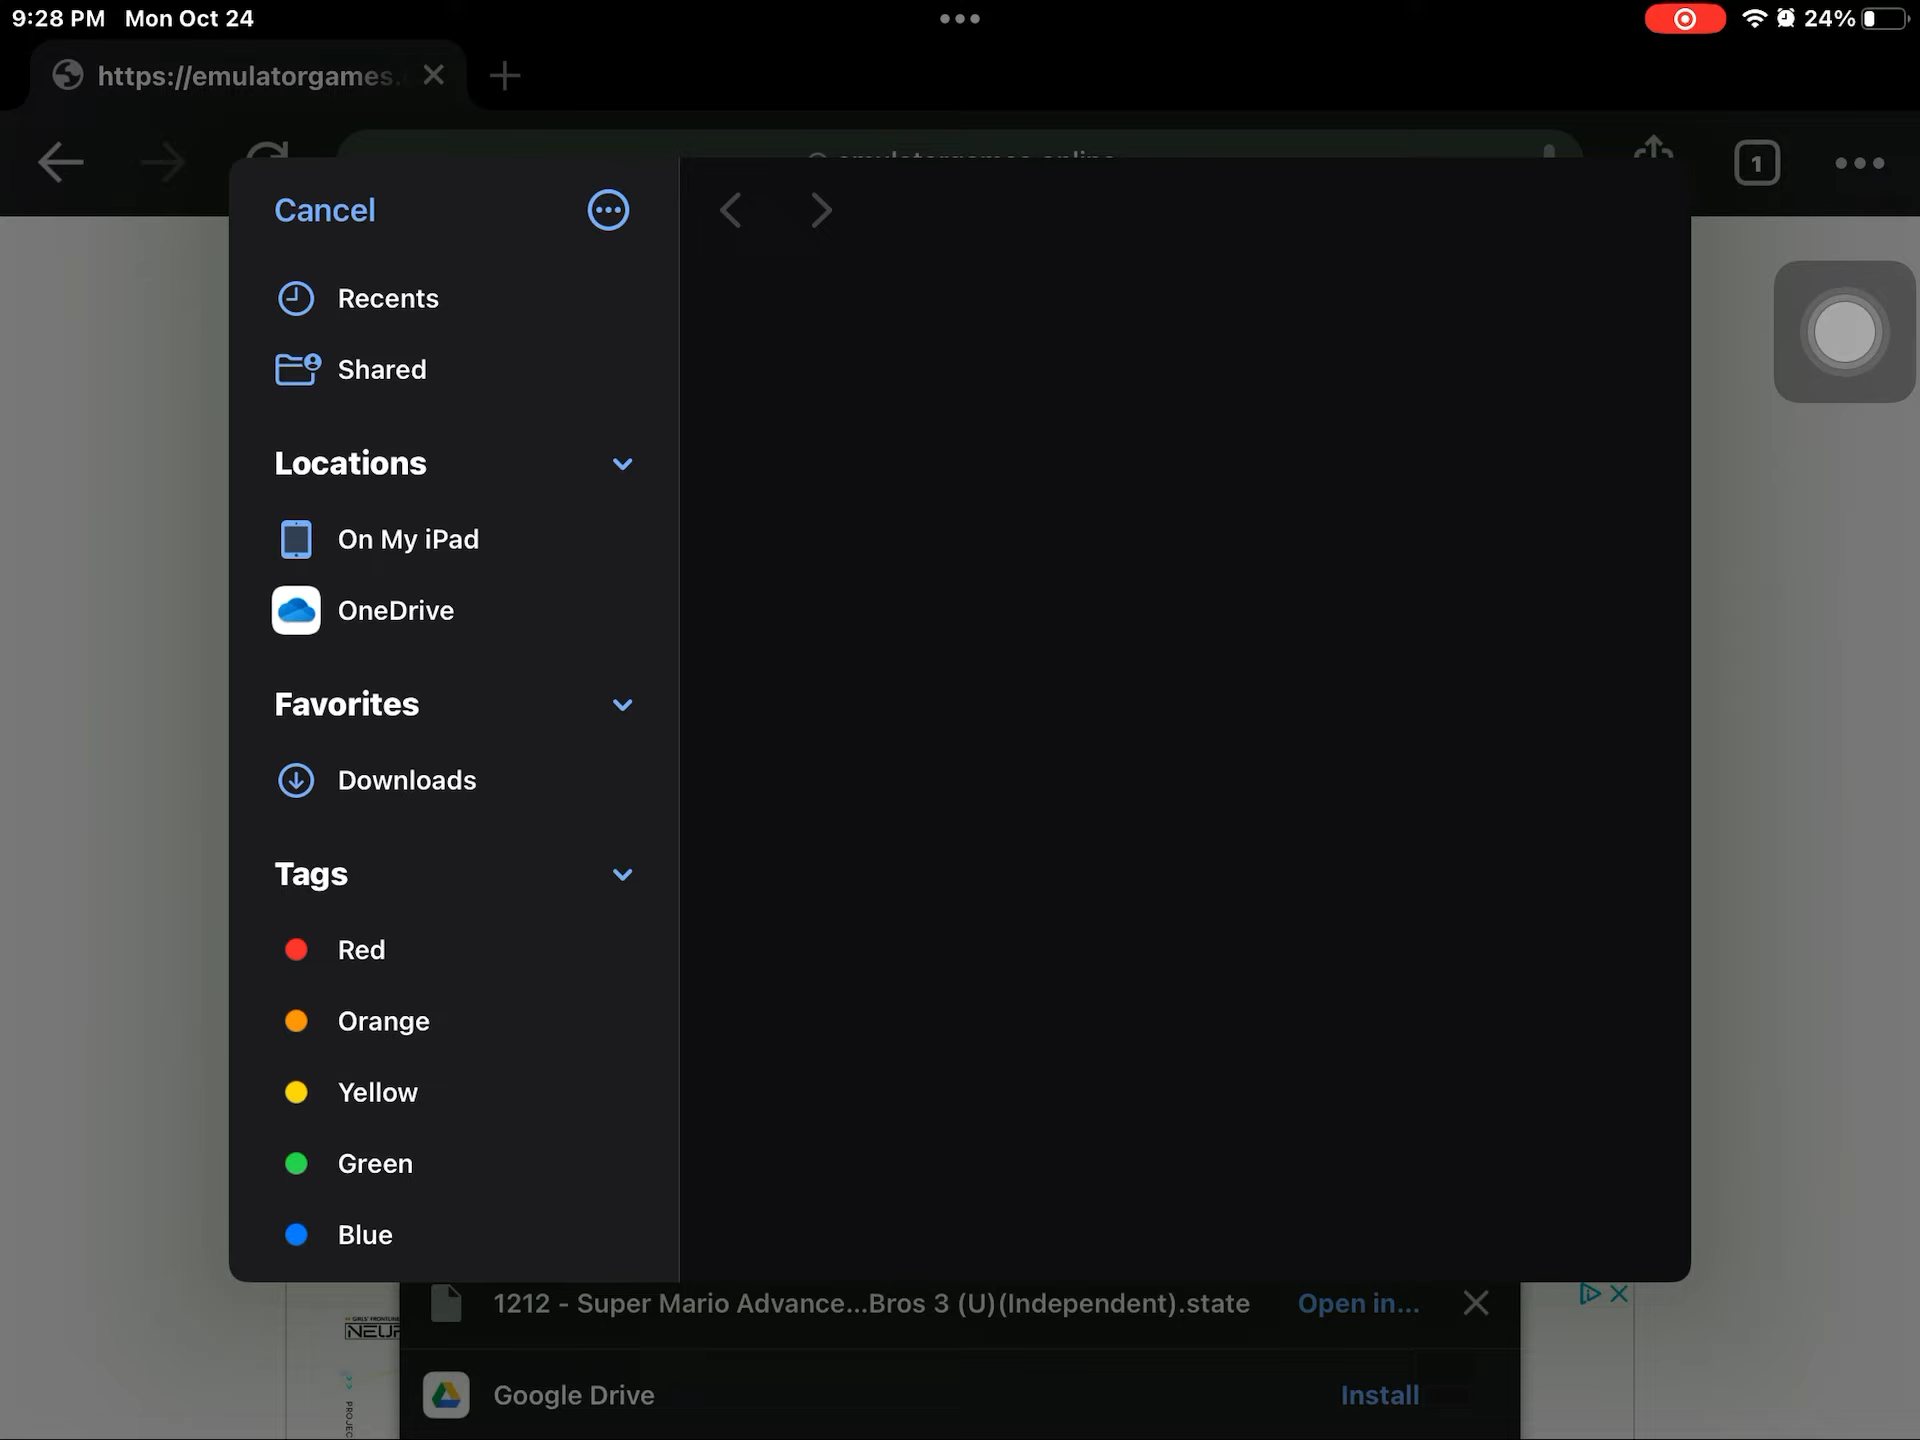 9:28 PM Mon Oct 24
24%
https://emulatorgames.
1
Cancel
Recents
Shared
Locations
On My iPad
OneDrive
Favorites
Downloads
Tags
Red
Orange
Yellow
Green
Blue
1212 - Super Mario Advance...Bros 3 (U)(Independent).state
Open in...
Google Drive
Install